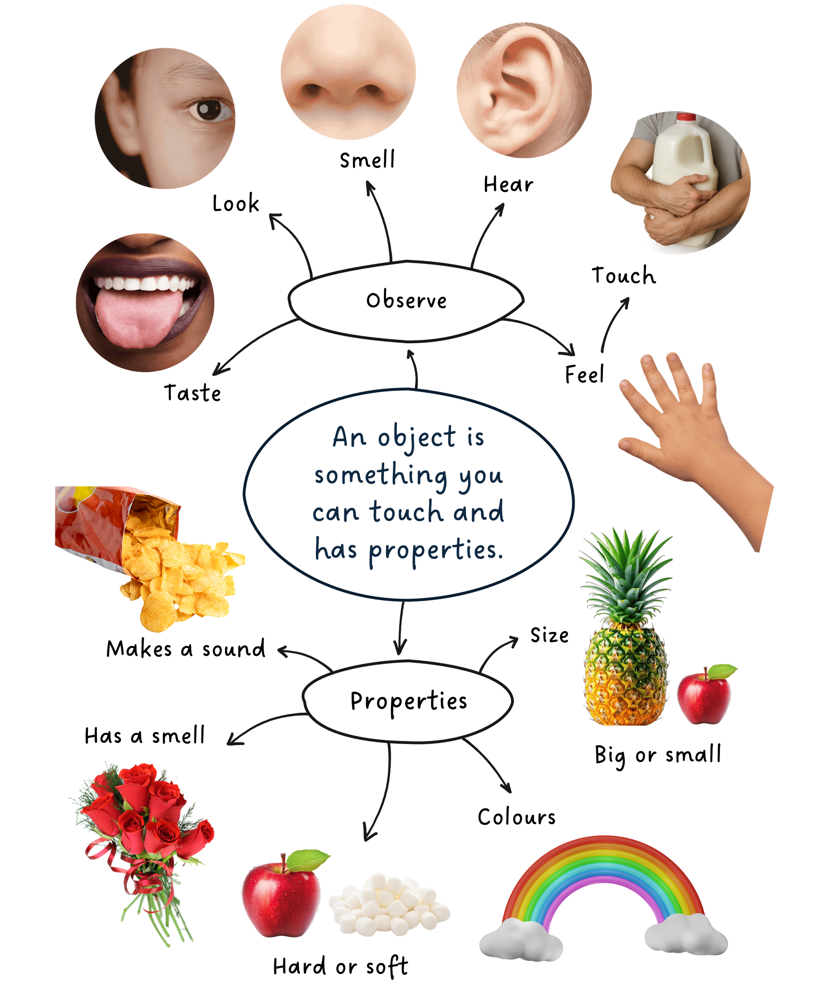 Smell
Hear
Look
Touch
Observe
Feel
Taste
An object is
something you
can touch and
has properties.
Size
Makes a sound
Properties
Has a smell
Big or small
Colours
Hard or soft